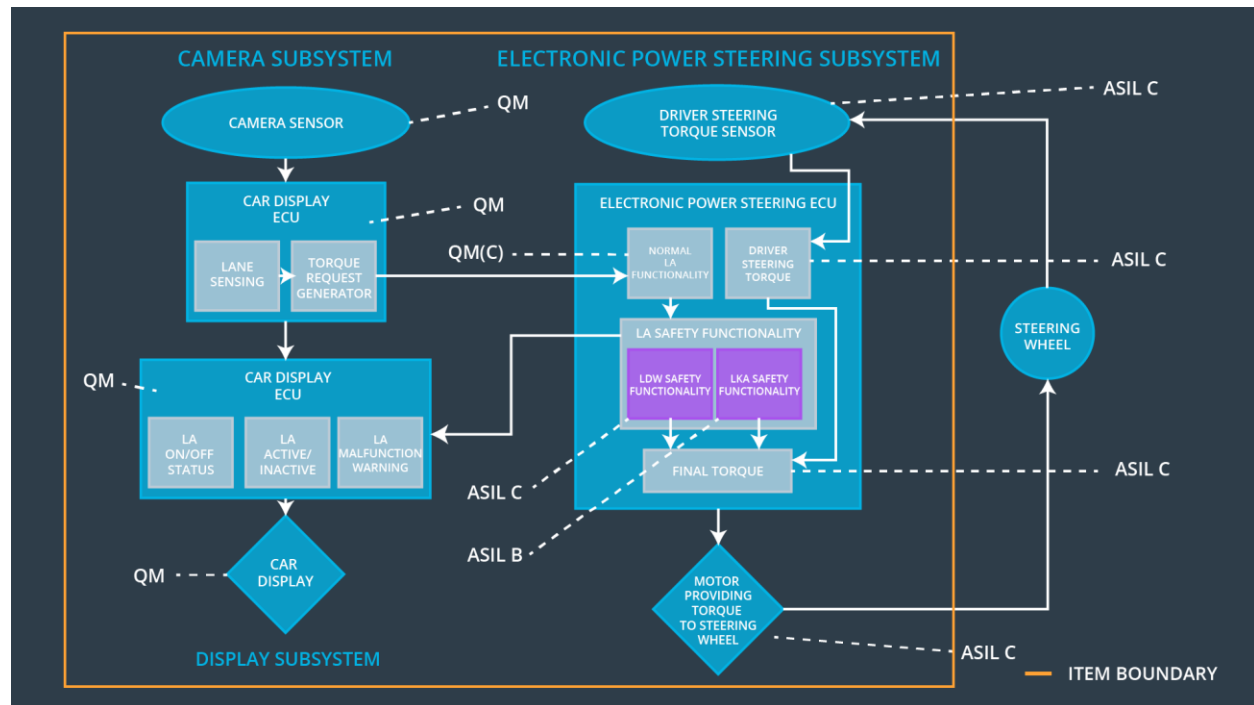 CAMERA SUBSYSTEM
ELECTRONIC POWER STEERING SUBSYSTEM
CAMERA SENSOR
QM
DRIVER STEERING
TORQUE SENSOR
ASIL C
CAR DISPLAY
ECU
QM
LANE
SENSING
TORQUE
REQUEST
GENERATOR
ELECTRONIC POWER STEERING ECU
QM(C)
NORMAL
LA
FUNCTIONALITY
DRIVER
STEERING
TORQUE
ASIL C
STEERING
WHEEL
LA SAFETY FUNCTIONALITY
LDW SAFETY
FUNCTIONALITY
LKA SAFETY
FUNCTIONALITY
QM
CAR DISPLAY
ECU
LA
ON/OFF
STATUS
LA
ACTIVE/
INACTIVE
LA
MALFUNCTION
WARNING
ASIL C
FINAL TORQUE
ASIL C
ASIL B
QM
CAR
DISPLAY
MOTOR
PROVIDING
TORQUE
TO STEERING
WHEEL
ASIL C
DISPLAY SUBSYSTEM
ITEM BOUNDARY